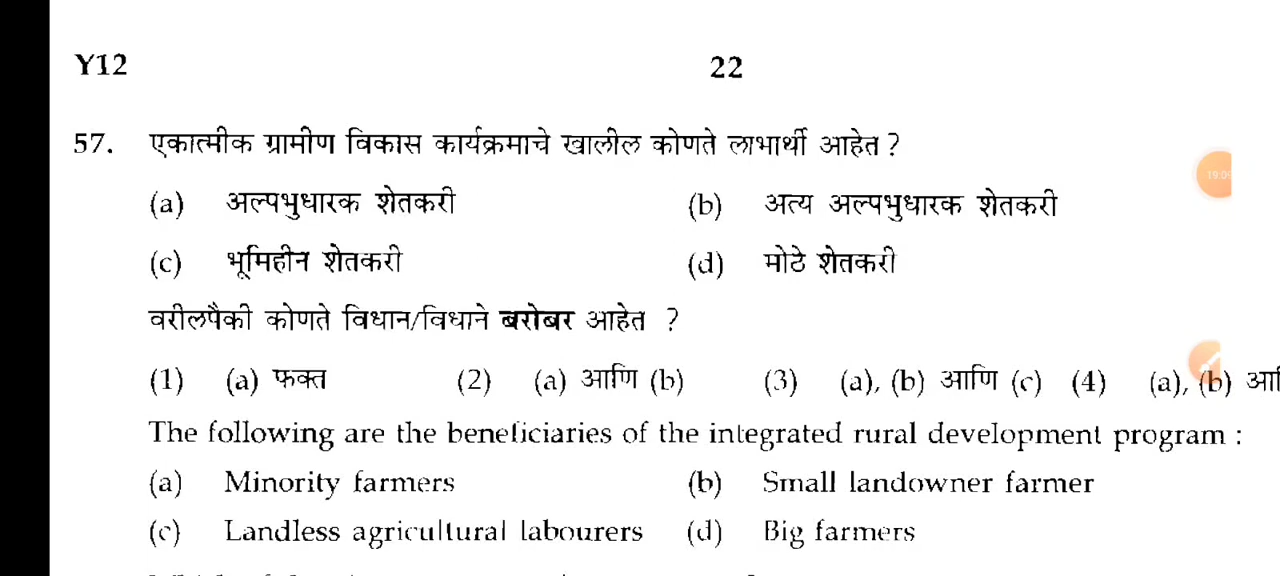 Y12 22
57. एकात्मीक ग्रामीण विकास कार्यक्रमाचे खालील कोणते लाभार्थी आहेत ?
(a) अल्पभुधारक शेतकरी (b) अत्य अल्पभुधारक शेतकरी
(c) भूमिहीन शेतकरी (d) मोठे शेतकरी
वरीलपैकी कोणते विधान/विधाने बरोबर आहेत ?
(1) (a) फक्त (2) (a) आणि (b) (3) (a), (b) आणि (c) (4) (a), (b)
The following are the beneficiaries of the integrated rural development program :
(a) Minority farmers (b) Small landowner farmer
(c) Landless agricultural labourers (d) Big farmers